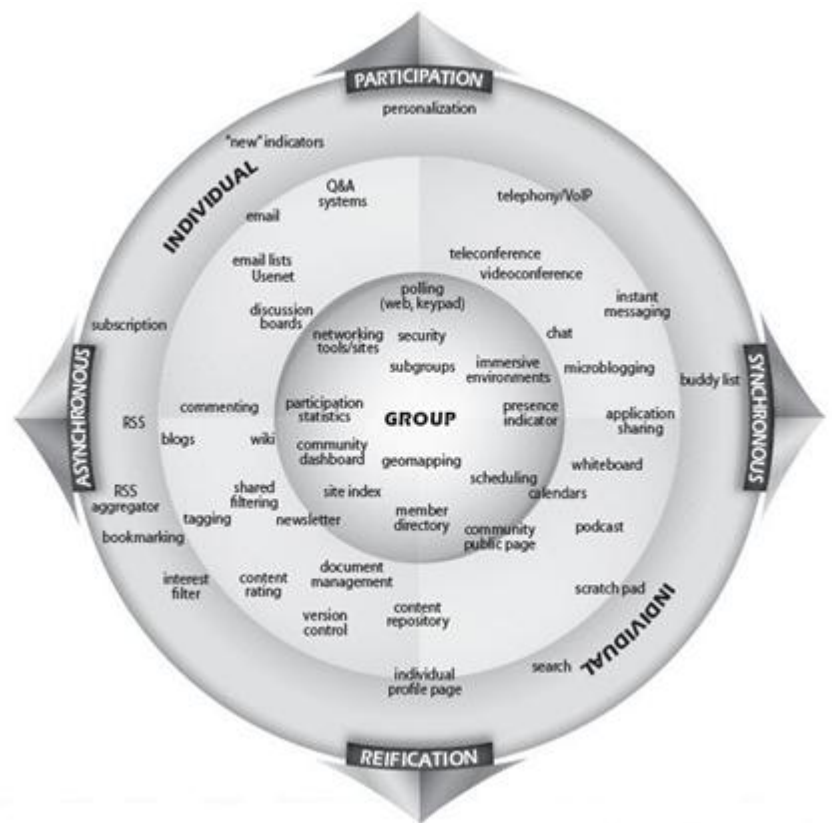 PARTICIPATION
personalization
"new" indicators
INDIVIDUAL
Q&A
systems
telephony/VoIP
email
email lists
Usenet
teleconference
videoconference
polling
(web, keypad)
instant
messaging
discussion
boards
subscription
networking
tools/sites
security
chat
subgroups
immersive
environments
microblogging
buddy list
ASYNCHRONOUS
SYNCHRONOUS
RSS
commenting
participation
statistics
GROUP
presence
indicator
application
sharing
blogs
wiki
community
dashboard
geomapping
whiteboard
scheduling
calendars
RSS
aggregator
shared
filtering
site index
tagging
newsletter
member
directory
community
public page
podcast
bookmarking
interest
filter
content
rating
document
management
scratch pad
INDIVIDUAL
version
control
content
repository
search
individual
profile page
REIFICATION